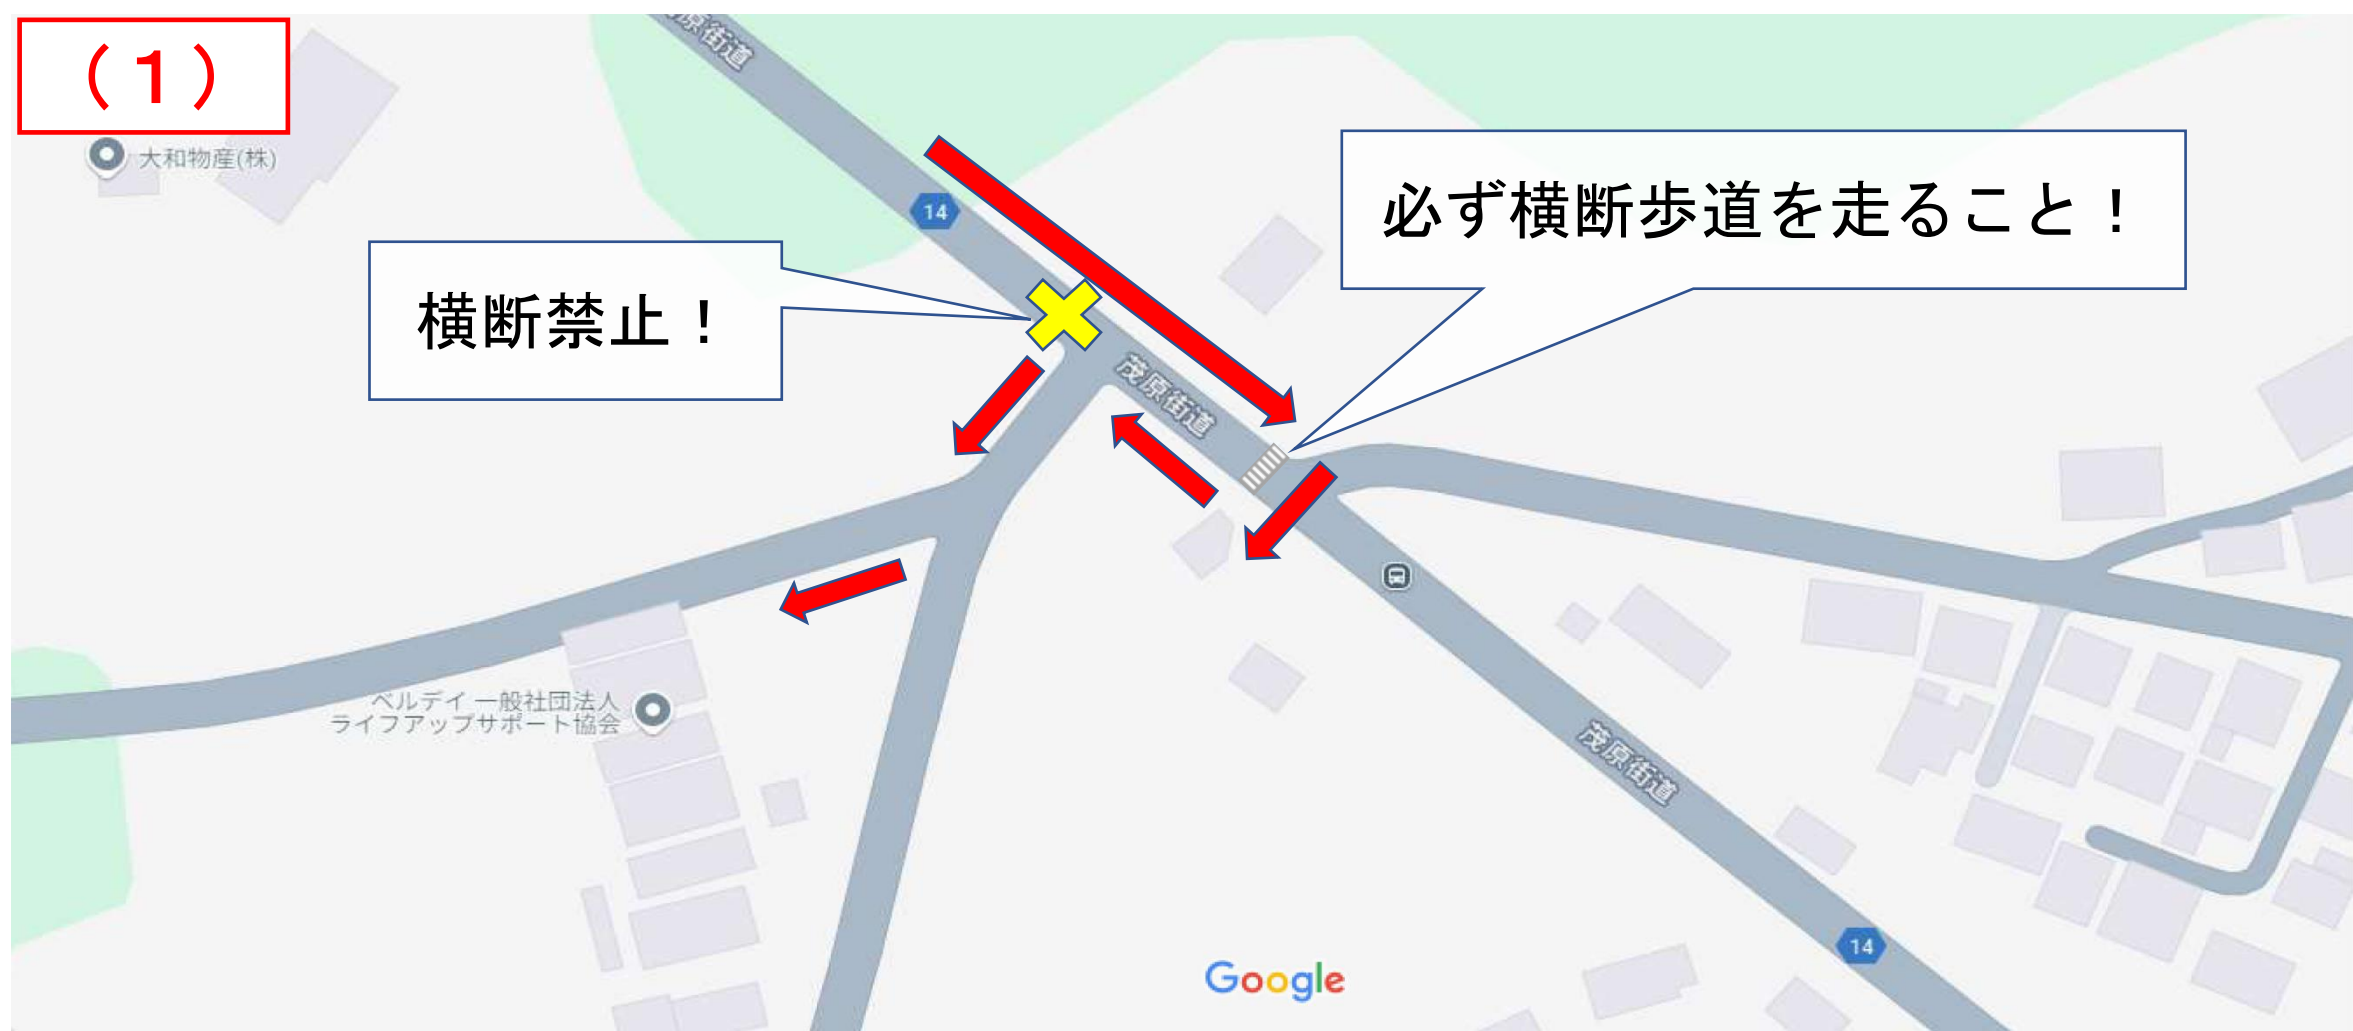 （１）
原街道
大和物産(株)
14
必ず横断歩道を走ること！
横断禁止！
茂原街道
ベルデイ 一般社団法人
ライフアップサポート協会
茂原街道
14
Google